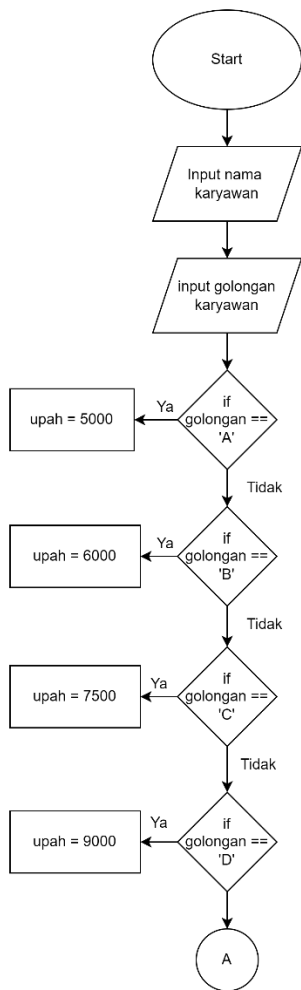 Start
Input nama
karyawan
input golongan
karyawan
if
golongan ==
'A'
Ya
upah = 5000
Tidak
if
golongan ==
'B'
Ya
upah = 6000
Tidak
if
golongan ==
'C'
Ya
upah = 7500
Tidak
if
golongan ==
'D'
Ya
upah = 9000
A